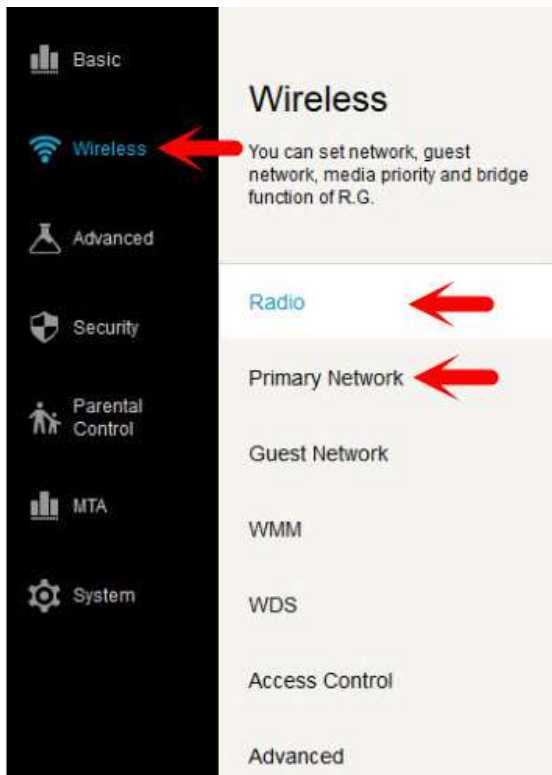 Basic
Wireless
Advanced
Security
Parental
Control
MTA
System
Wireless
You can set network, guest
network, media priority and bridge
function of R.G.
Radio
Primary Network
Guest Network
WMM
WDS
Access Control
Advanced